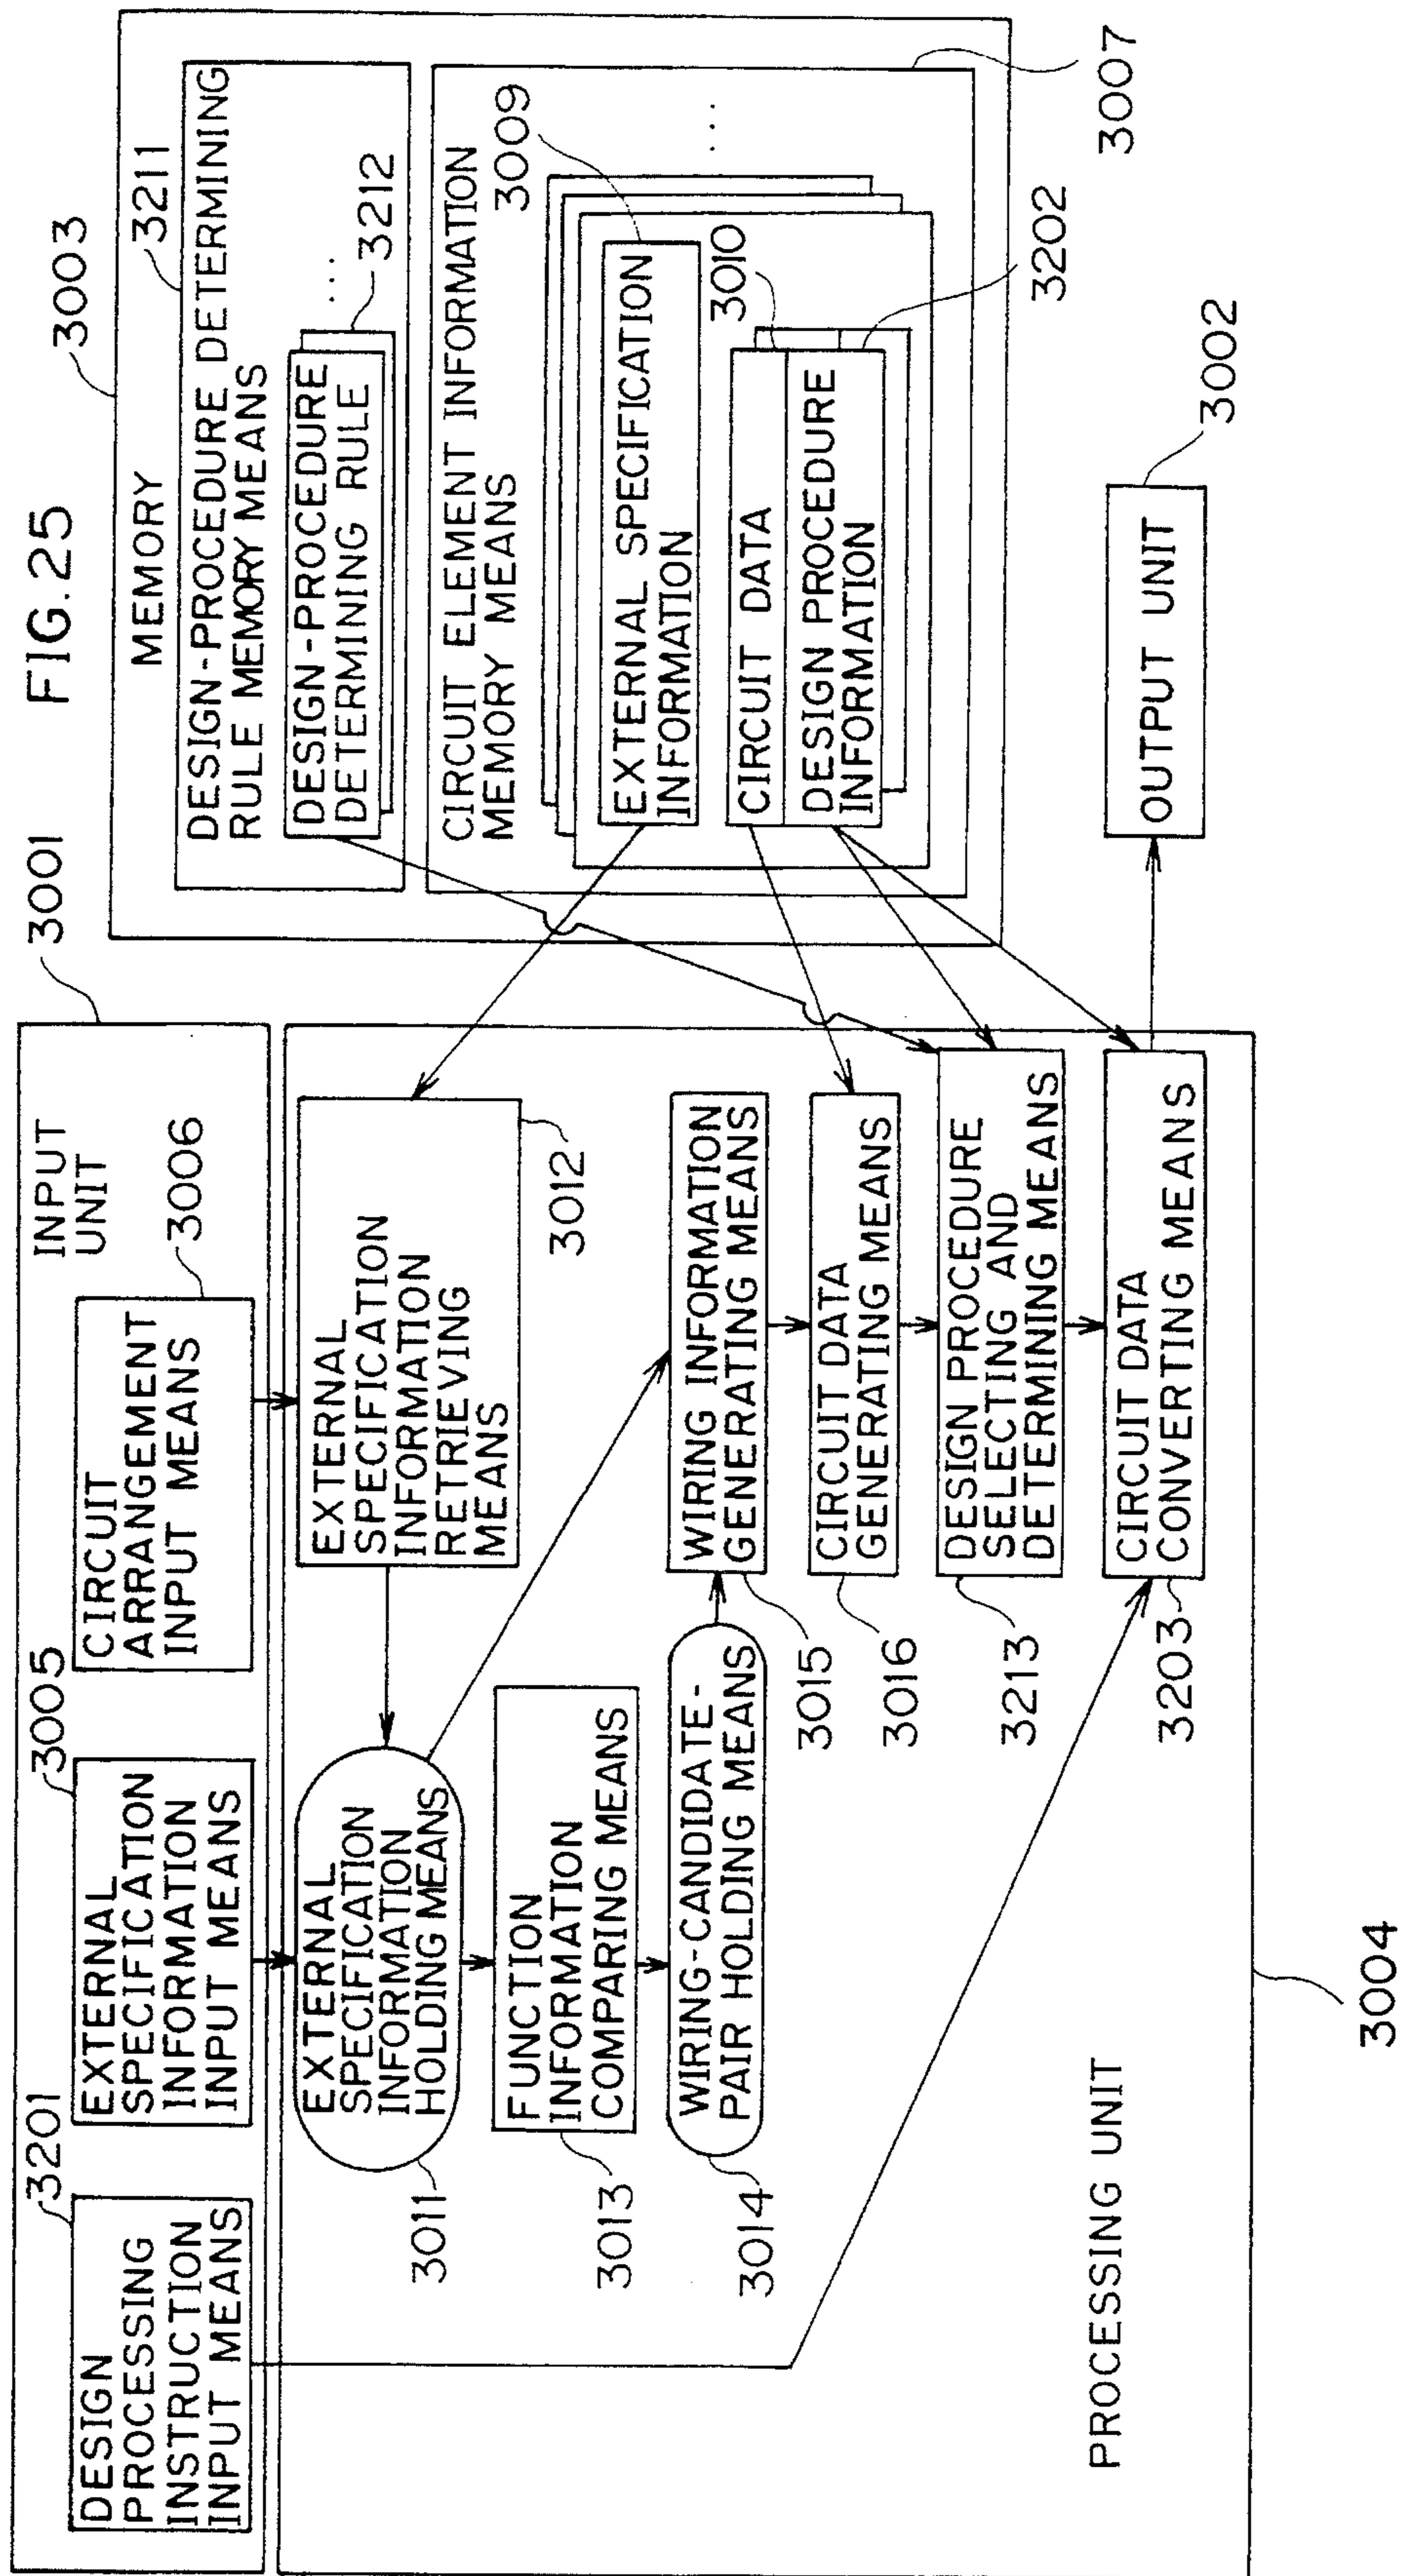 FIG. 25
INPUT
UNIT
3001
3201
DESIGN
PROCESSING
INSTRUCTION
INPUT MEANS
3005
EXTERNAL
SPECIFICATION
INFORMATION
INPUT MEANS
CIRCUIT
ARRANGEMENT
INPUT MEANS
3006
EXTERNAL
SPECIFICATION
INFORMATION
HOLDING MEANS
3011
EXTERNAL
SPECIFICATION
INFORMATION
RETRIEVING
MEANS
3012
FUNCTION
INFORMATION
COMPARING MEANS
3013
WIRING-CANDIDATE-
PAIR HOLDING MEANS
3014
WIRING INFORMATION
GENERATING MEANS
3015
CIRCUIT DATA
GENERATING MEANS
3016
DESIGN PROCEDURE
SELECTING AND
DETERMINING MEANS
3213
CIRCUIT DATA
CONVERTING MEANS
3203
PROCESSING UNIT
3004
MEMORY
3003
DESIGN-PROCEDURE DETERMINING
RULE MEMORY MEANS
3211
DESIGN-PROCEDURE
DETERMINING RULE
3212
...
CIRCUIT ELEMENT INFORMATION
MEMORY MEANS
3009
EXTERNAL SPECIFICATION
INFORMATION
...
3010
CIRCUIT DATA
DESIGN PROCEDURE
INFORMATION
3202
3007
OUTPUT UNIT
3002